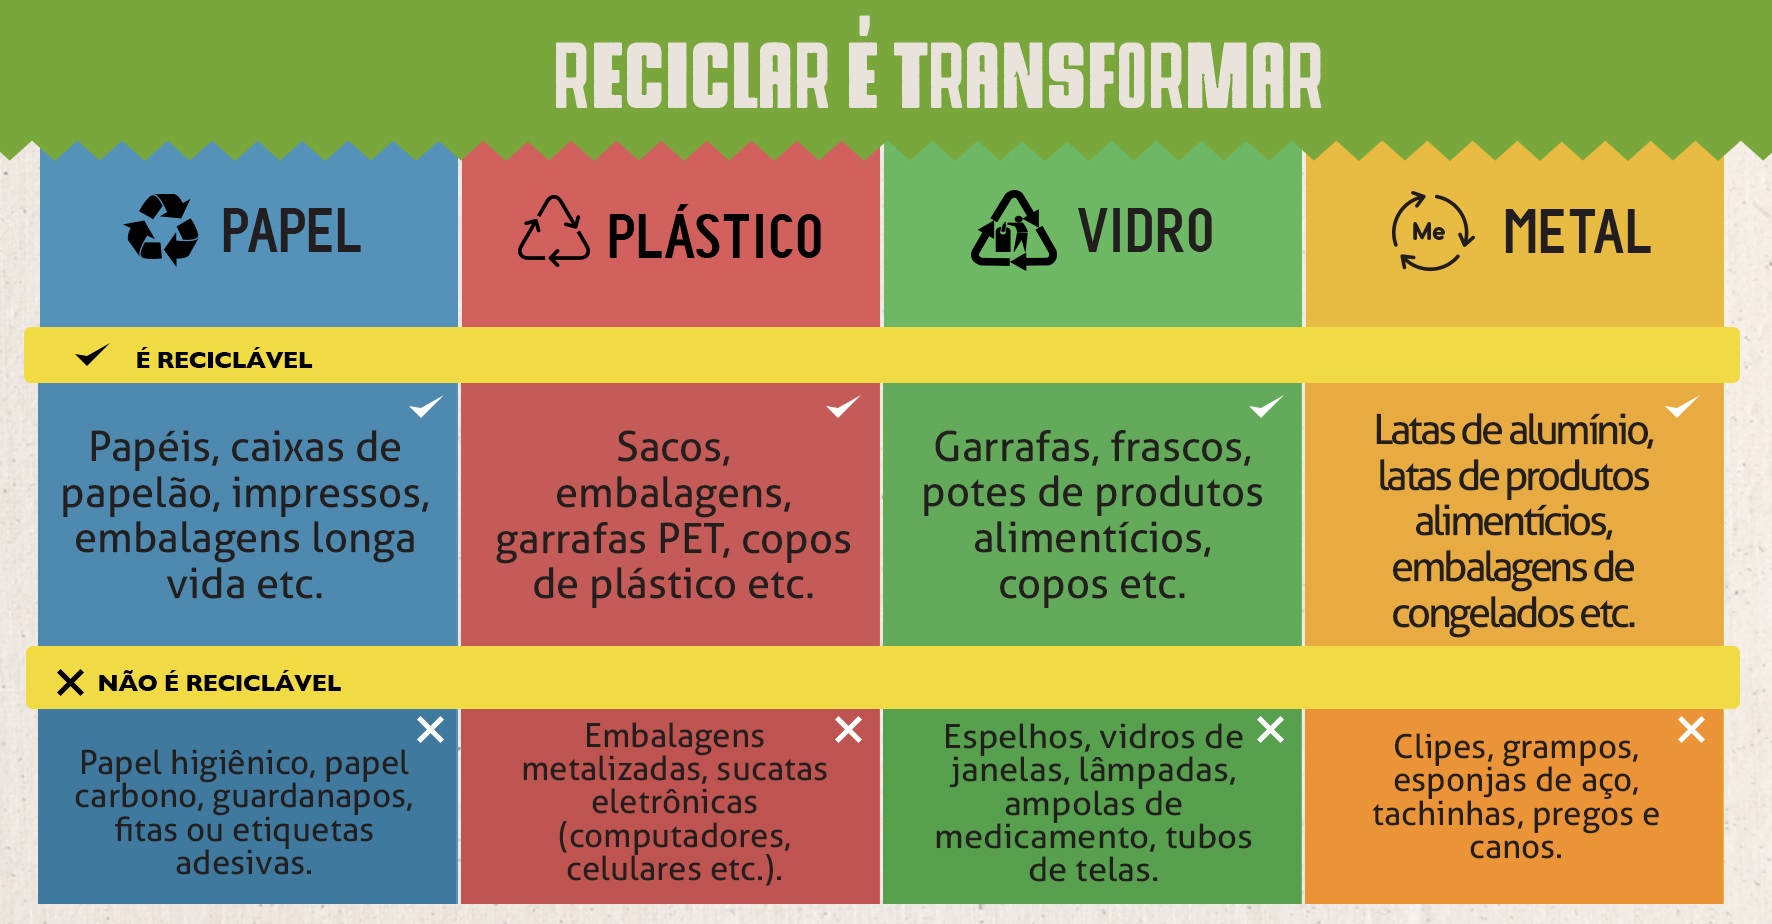 RECICLAR É TRANSFORMAR
PAPEL
PLÁSTICO
VIDRO
Me
METAL
É RECICLÁVEL
Papéis, caixas de
papelão, impressos,
embalagens longa
vida etc.
Sacos,
embalagens,
garrafas PET, copos
de plástico etc.
Garrafas, frascos,
potes de produtos
alimentícios,
copos etc.
Latas de alumínio,
latas de produtos
alimentícios,
embalagens de
congelados etc.
NÃO É RECICLÁVEL
Papel higiênico, papel
carbono, guardanapos,
fitas ou etiquetas
adesivas.
Embalagens
metalizadas, sucatas
eletrônicas
(computadores,
celulares etc.).
Espelhos, vidros de
janelas, lâmpadas,
ampolas de
medicamento, tubos
de telas.
Clipes, grampos,
esponjas de aço,
tachinhas, pregos e
canos.